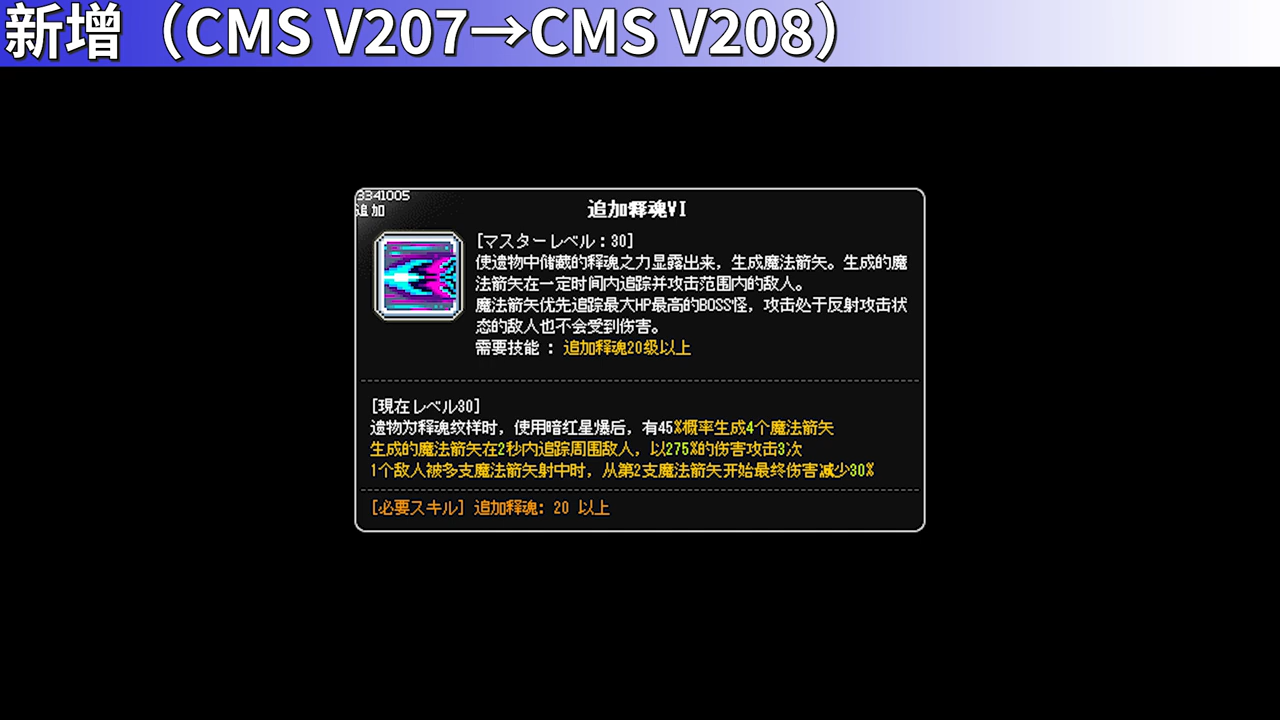 新增（CMS V207→CMS V208）
3341005
追加
追加释魂VI
[マスターレベル：30]
使遗物中储藏的释魂之力显露出来，生成魔法箭矢。生成的魔
法箭矢在一定时间内追踪并攻击范围内的敌人。
魔法箭矢优先追踪最大HP最高的BOSS怪，攻击处于反射攻击状
态的敌人也不会受到伤害。
需要技能 ： 追加释魂20级以上
[現在レベル30]
遗物为释魂纹样时，使用暗红星爆后，有45%概率生成4个魔法箭矢
生成的魔法箭矢在2秒内追踪周围敌人，以275%的伤害攻击3次
1个敌人被多支魔法箭矢射中时，从第2支魔法箭矢开始最终伤害减少30%
[必要スキル] 追加释魂: 20 以上